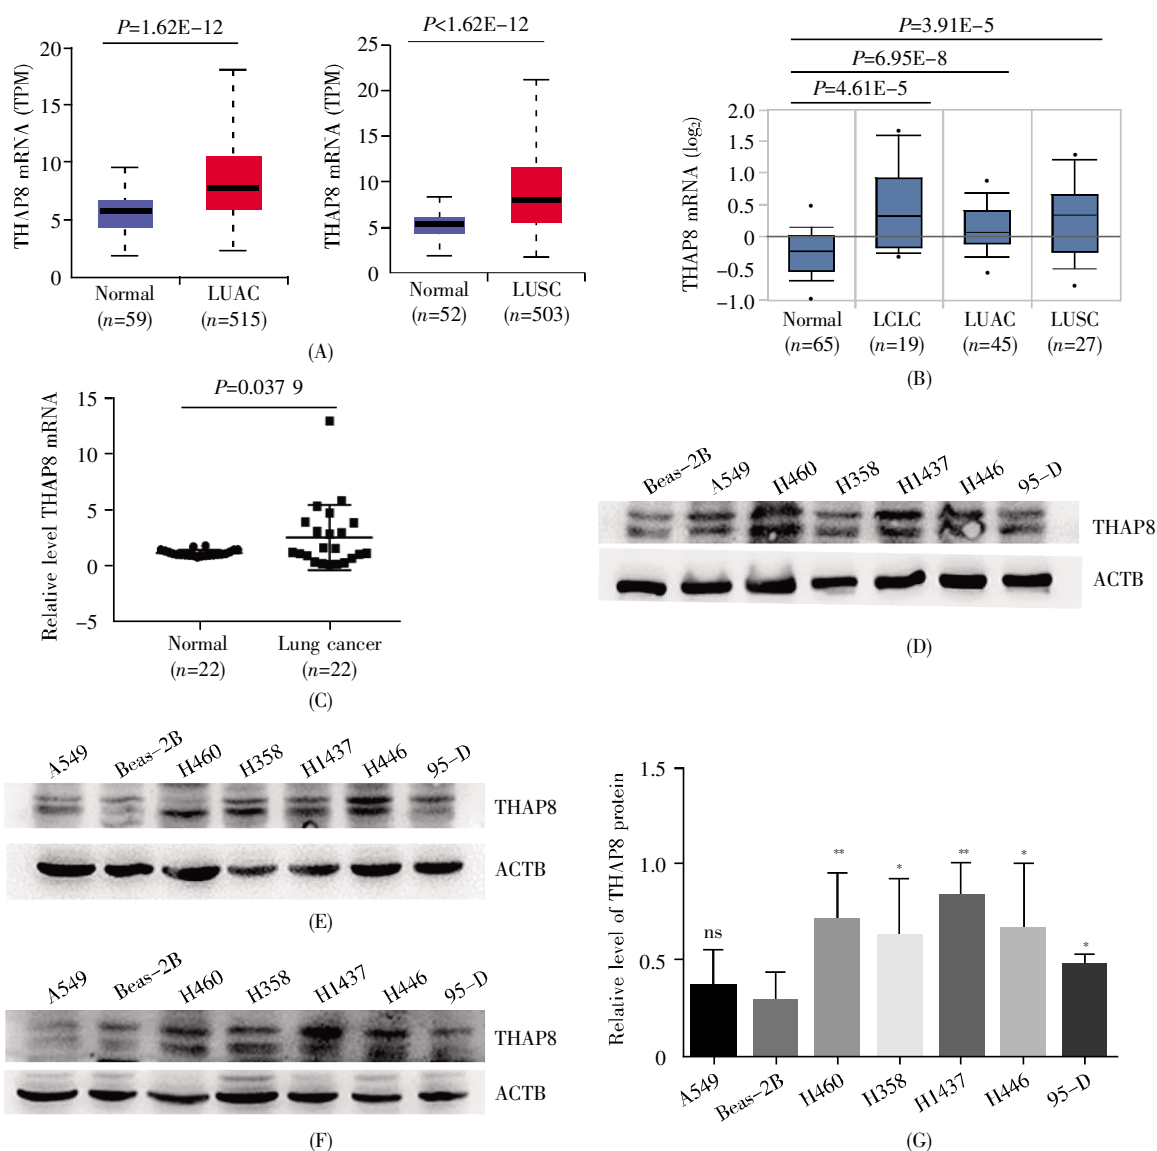 P=1.62E−12
THAP8 mRNA (TPM)
20
15
10
5
0
Normal
(n=59)
LUAC
(n=515)
P<1.62E−12
THAP8 mRNA (TPM)
25
20
15
10
5
0
Normal
(n=52)
LUSC
(n=503)
(A)
P=3.91E−5
P=6.95E−8
P=4.61E−5
THAP8 mRNA (log2)
2.0
1.5
1.0
0.5
0
−0.5
−1.0
Normal
(n=65)
LCLC
(n=19)
LUAC
(n=45)
LUSC
(n=27)
(B)
P=0.037 9
Relative level THAP8 mRNA
15
10
5
0
−5
Normal
(n=22)
Lung cancer
(n=22)
(C)
Beas−2B A549 H460 H358 H1437 H446 95−D
THAP8
ACTB
(D)
A549 Beas−2B H460 H358 H1437 H446 95−D
THAP8
ACTB
(E)
A549 Beas−2B H460 H358 H1437 H446 95−D
THAP8
ACTB
(F)
Relative level of THAP8 protein
1.5
1.0
0.5
0
ns ** * ** * *
A549 Beas−2B H460 H358 H1437 H446 95−D
(G)